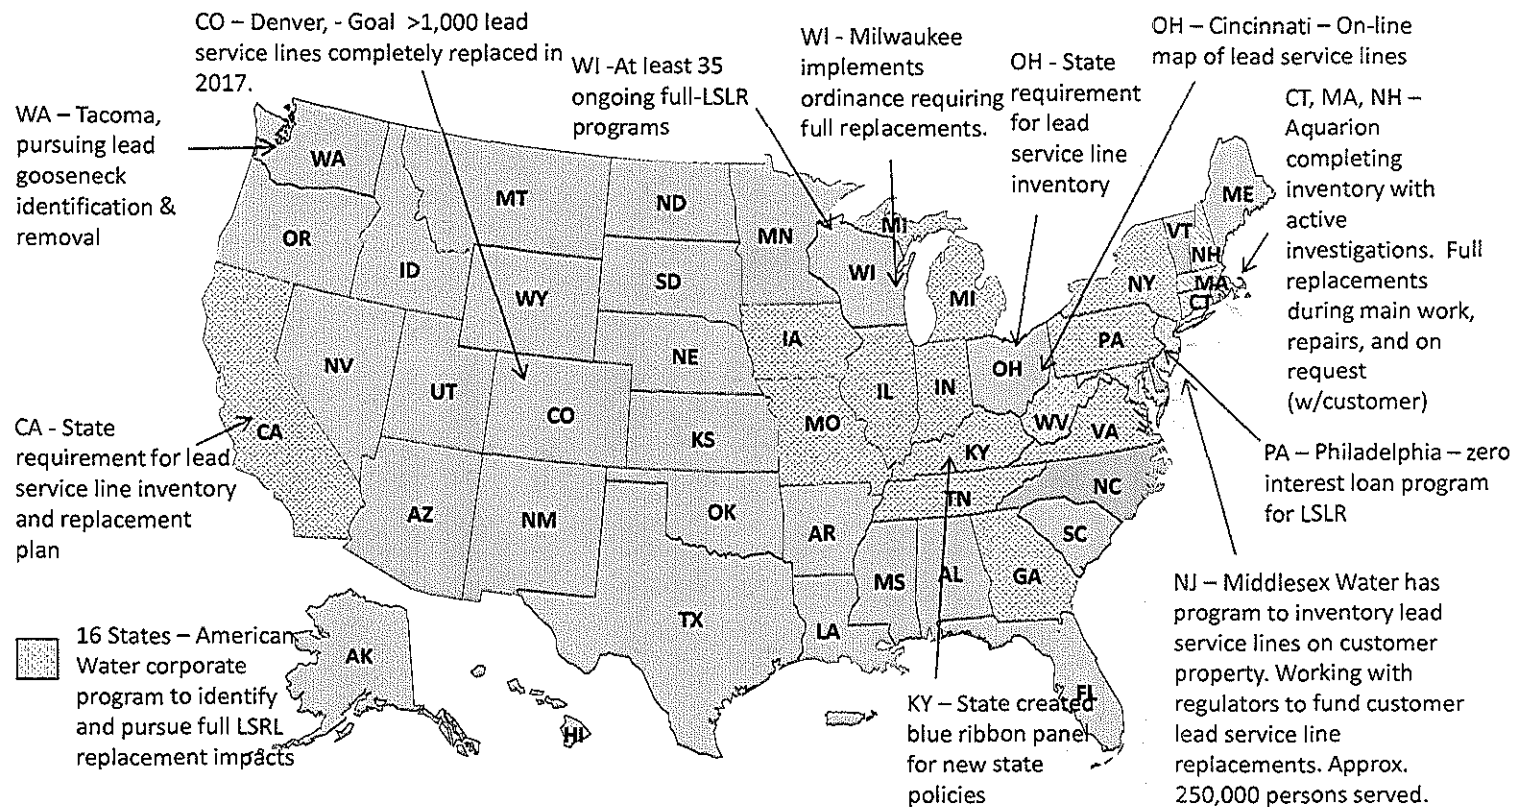 CO – Denver, - Goal >1,000 lead
service lines completely replaced in
2017.
WI -At least 35
ongoing full-LSLR
programs
WI - Milwaukee
implements
ordinance requiring
full replacements.
OH - State
requirement
for lead
service line
inventory
OH – Cincinnati – On-line
map of lead service lines
WA – Tacoma,
pursuing lead
gooseneck
identification &
removal
CT, MA, NH –
Aquarion
completing
inventory with
active
investigations. Full
replacements
during main work,
repairs, and on
request
(w/customer)
CA - State
requirement for lead
service line inventory
and replacement
plan
PA – Philadelphia – zero
interest loan program
for LSLR
NJ – Middlesex Water has
program to inventory lead
service lines on customer
property. Working with
regulators to fund customer
lead service line
replacements. Approx.
250,000 persons served.
KY – State created
blue ribbon panel
for new state
policies
16 States – American
Water corporate
program to identify
and pursue full LSRL
replacement impacts
WA
MT
ND
MN
MI
ME
VT
NH
OR
ID
WY
SD
WI
MI
NY
MA
CT
IA
PA
NV
UT
NE
IL
IN
OH
CO
CA
KS
MO
WV
VA
KY
AZ
NM
OK
AR
TN
NC
SC
MS
AL
GA
TX
LA
AK
HI
FL